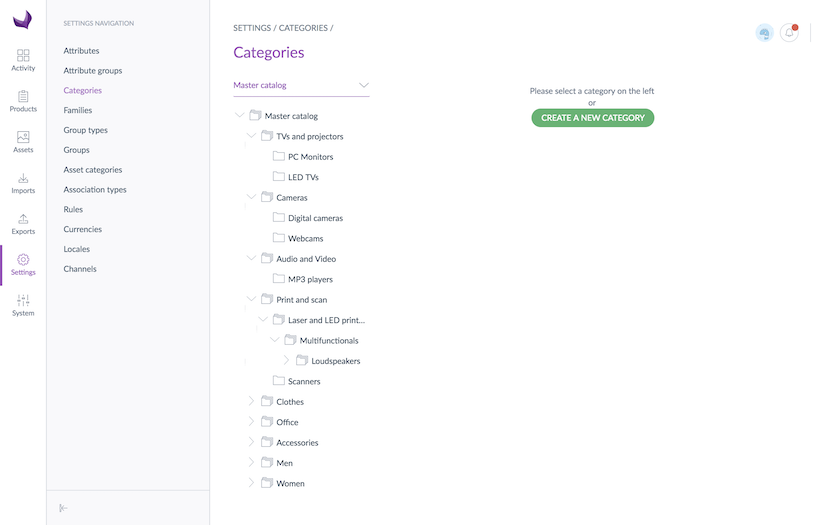 Activity
Products
Assets
Imports
Exports
Settings
System
SETTINGS NAVIGATION
Attributes
Attribute groups
Categories
Families
Group types
Groups
Asset categories
Association types
Rules
Currencies
Locales
Channels
SETTINGS / CATEGORIES /
Categories
Master catalog
Master catalog
TVs and projectors
PC Monitors
LED TVs
Cameras
Digital cameras
Webcams
Audio and Video
MP3 players
Print and scan
Laser and LED print...
Multifunctionals
Loudspeakers
Scanners
Clothes
Office
Accessories
Men
Women
Please select a category on the left
or
CREATE A NEW CATEGORY